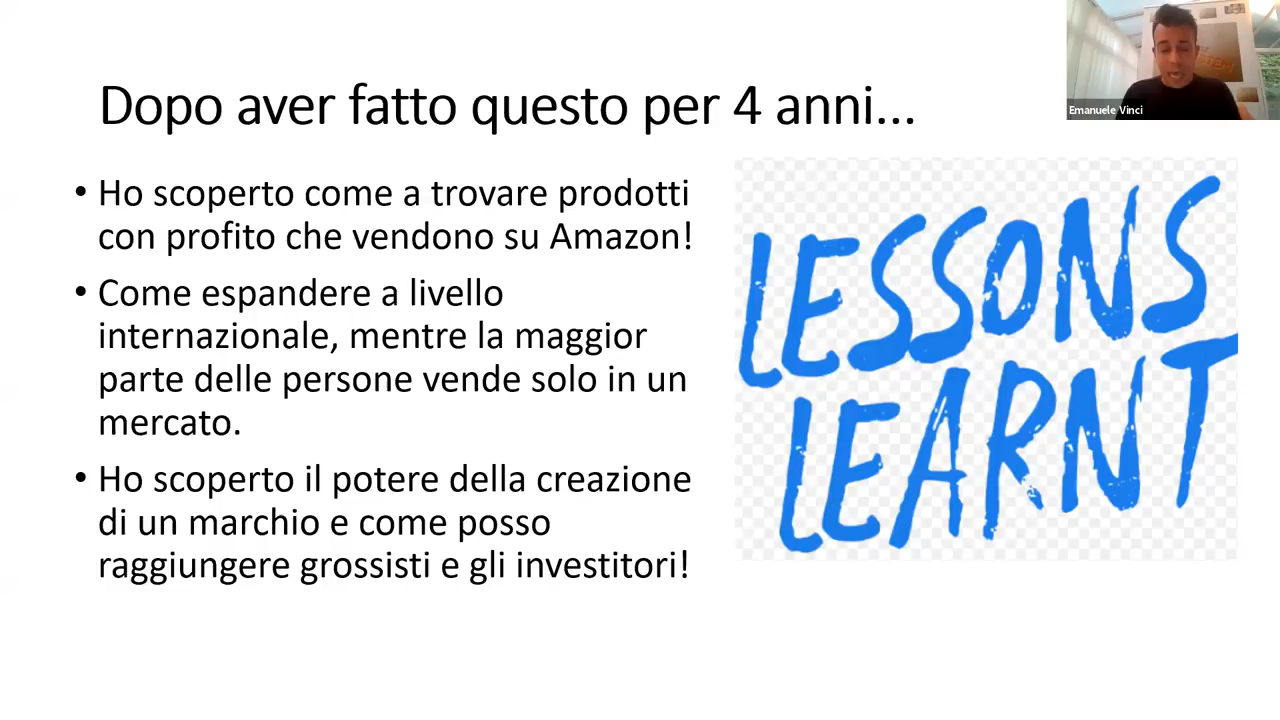 Dopo aver fatto questo per 4 anni...
• Ho scoperto come a trovare prodotti
con profito che vendono su Amazon!
• Come espandere a livello
internazionale, mentre la maggior
parte delle persone vende solo in un
mercato.
• Ho scoperto il potere della creazione
di un marchio e come posso
raggiungere grossisti e gli investitori!
LESSONS
LEARNT
Emanuele Vinci